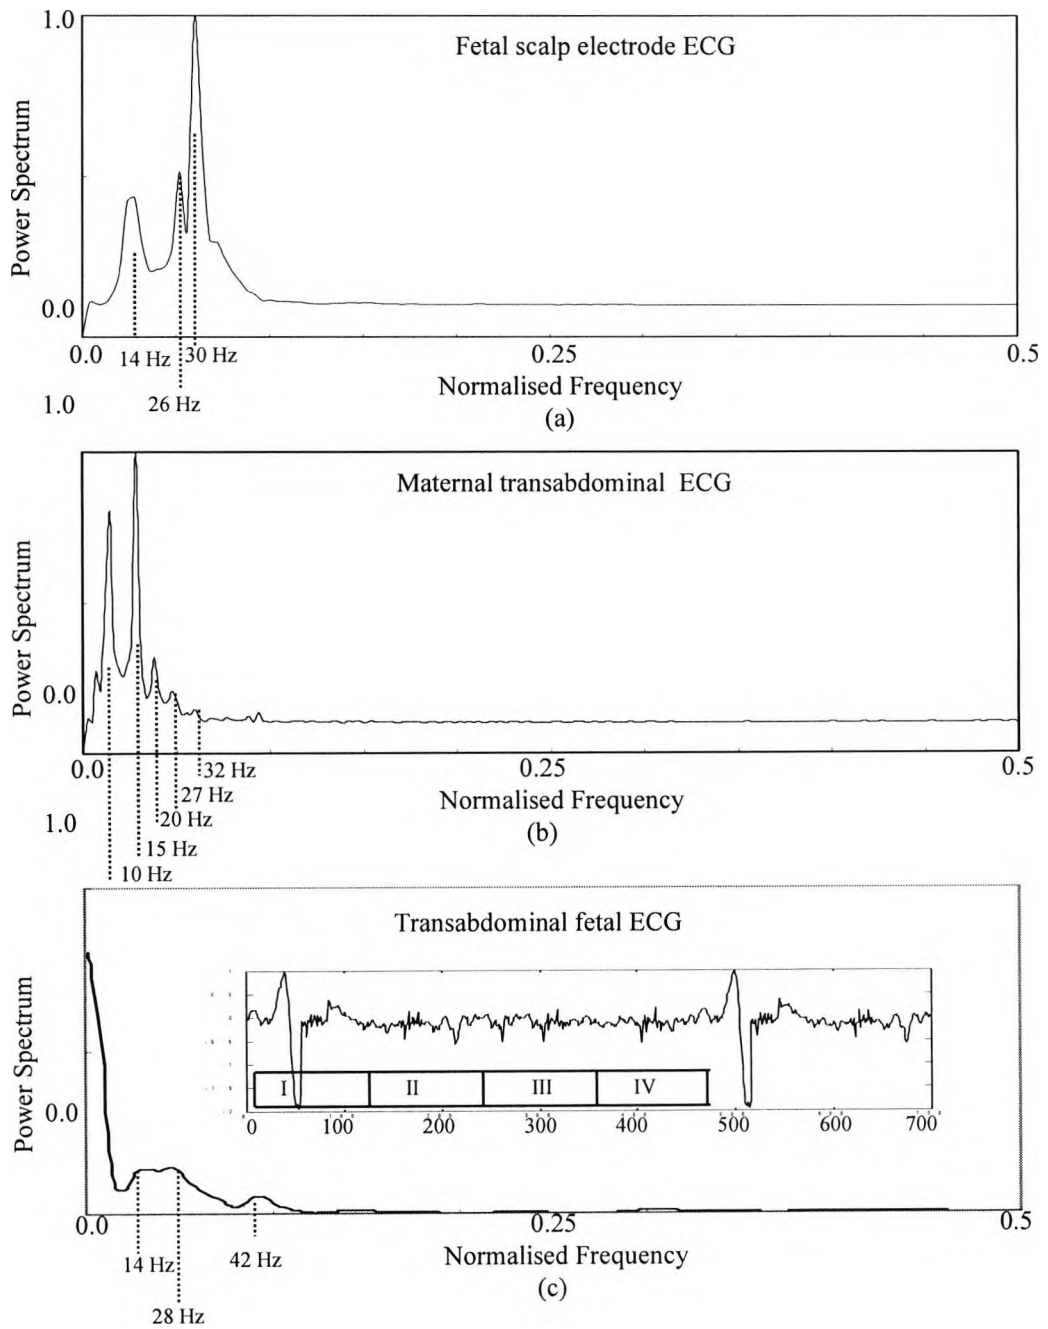 1.0
Fetal scalp electrode ECG
Power Spectrum
0.0
0.0
14 Hz
30 Hz
0.25
0.5
26 Hz
Normalised Frequency
(a)
1.0
Maternal transabdominal ECG
Power Spectrum
0.0
0.0
32 Hz
0.25
0.5
27 Hz
Normalised Frequency
20 Hz
(b)
1.0
15 Hz
10 Hz
Transabdominal fetal ECG
Power Spectrum
I II III IV
0.0
0 100 200 300 400 500 600 700
0.0
0.25
0.5
14 Hz
42 Hz
Normalised Frequency
28 Hz
(c)